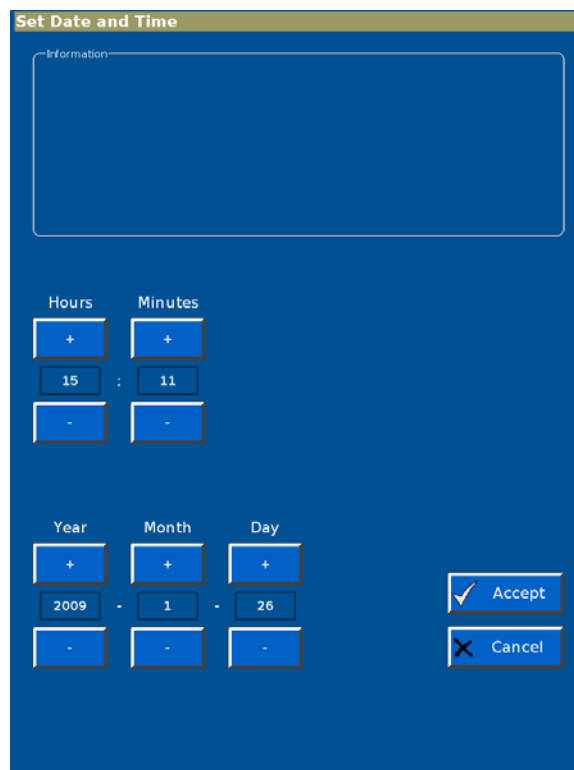 Set Date and Time
Information
Hours Minutes
+ +
15 : 11
- -
Year Month Day
+ + +
2009 - 1 - 26
- - -
Accept
Cancel